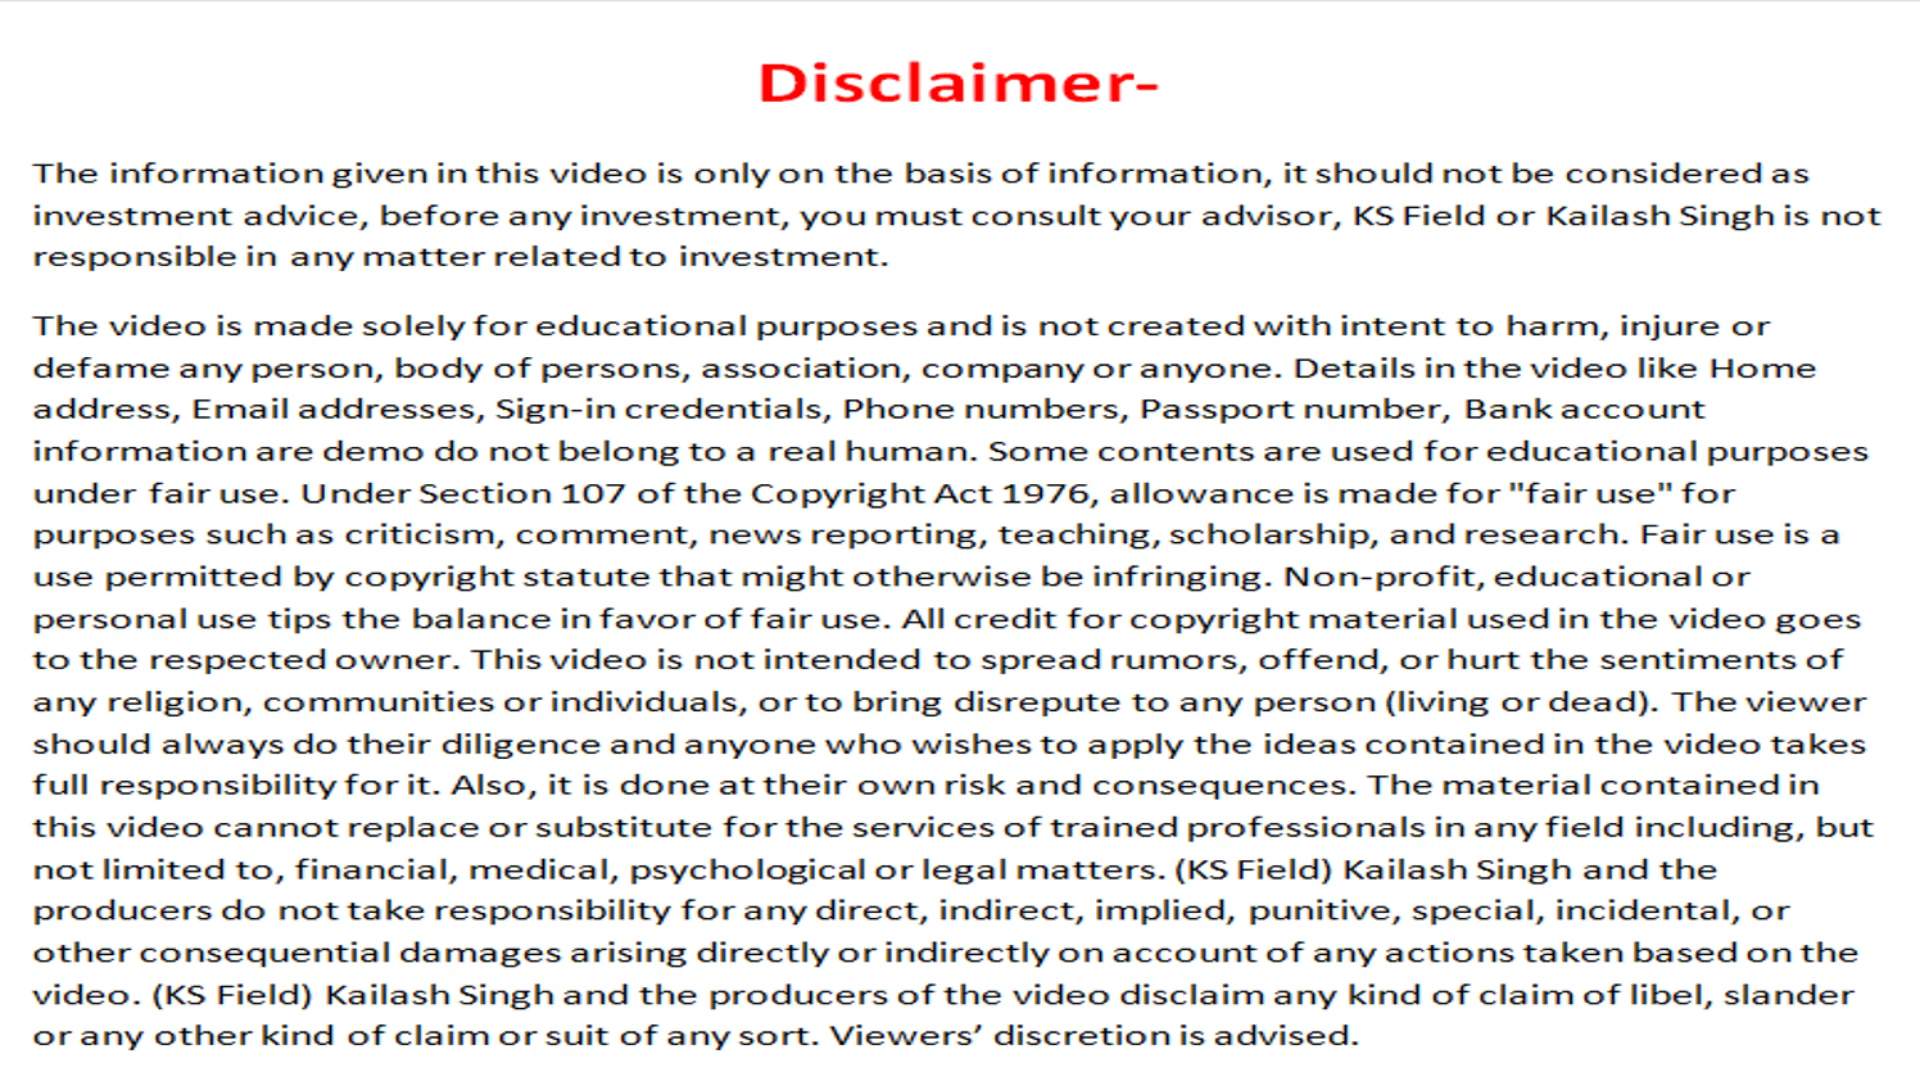 Disclaimer-
The information given in this video is only on the basis of information, it should not be considered as
investment advice, before any investment, you must consult your advisor, KS Field or Kailash Singh is not
responsible in any matter related to investment.
The video is made solely for educational purposes and is not created with intent to harm, injure or
defame any person, body of persons, association, company or anyone. Details in the video like Home
address, Email addresses, Sign-in credentials, Phone numbers, Passport number, Bank account
information are demo do not belong to a real human. Some contents are used for educational purposes
under fair use. Under Section 107 of the Copyright Act 1976, allowance is made for "fair use" for
purposes such as criticism, comment, news reporting, teaching, scholarship, and research. Fair use is a
use permitted by copyright statute that might otherwise be infringing. Non-profit, educational or
personal use tips the balance in favor of fair use. All credit for copyright material used in the video goes
to the respected owner. This video is not intended to spread rumors, offend, or hurt the sentiments of
any religion, communities or individuals, or to bring disrepute to any person (living or dead). The viewer
should always do their diligence and anyone who wishes to apply the ideas contained in the video takes
full responsibility for it. Also, it is done at their own risk and consequences. The material contained in
this video cannot replace or substitute for the services of trained professionals in any field including, but
not limited to, financial, medical, psychological or legal matters. (KS Field) Kailash Singh and the
producers do not take responsibility for any direct, indirect, implied, punitive, special, incidental, or
other consequential damages arising directly or indirectly on account of any actions taken based on the
video. (KS Field) Kailash Singh and the producers of the video disclaim any kind of claim of libel, slander
or any other kind of claim or suit of any sort. Viewers’ discretion is advised.